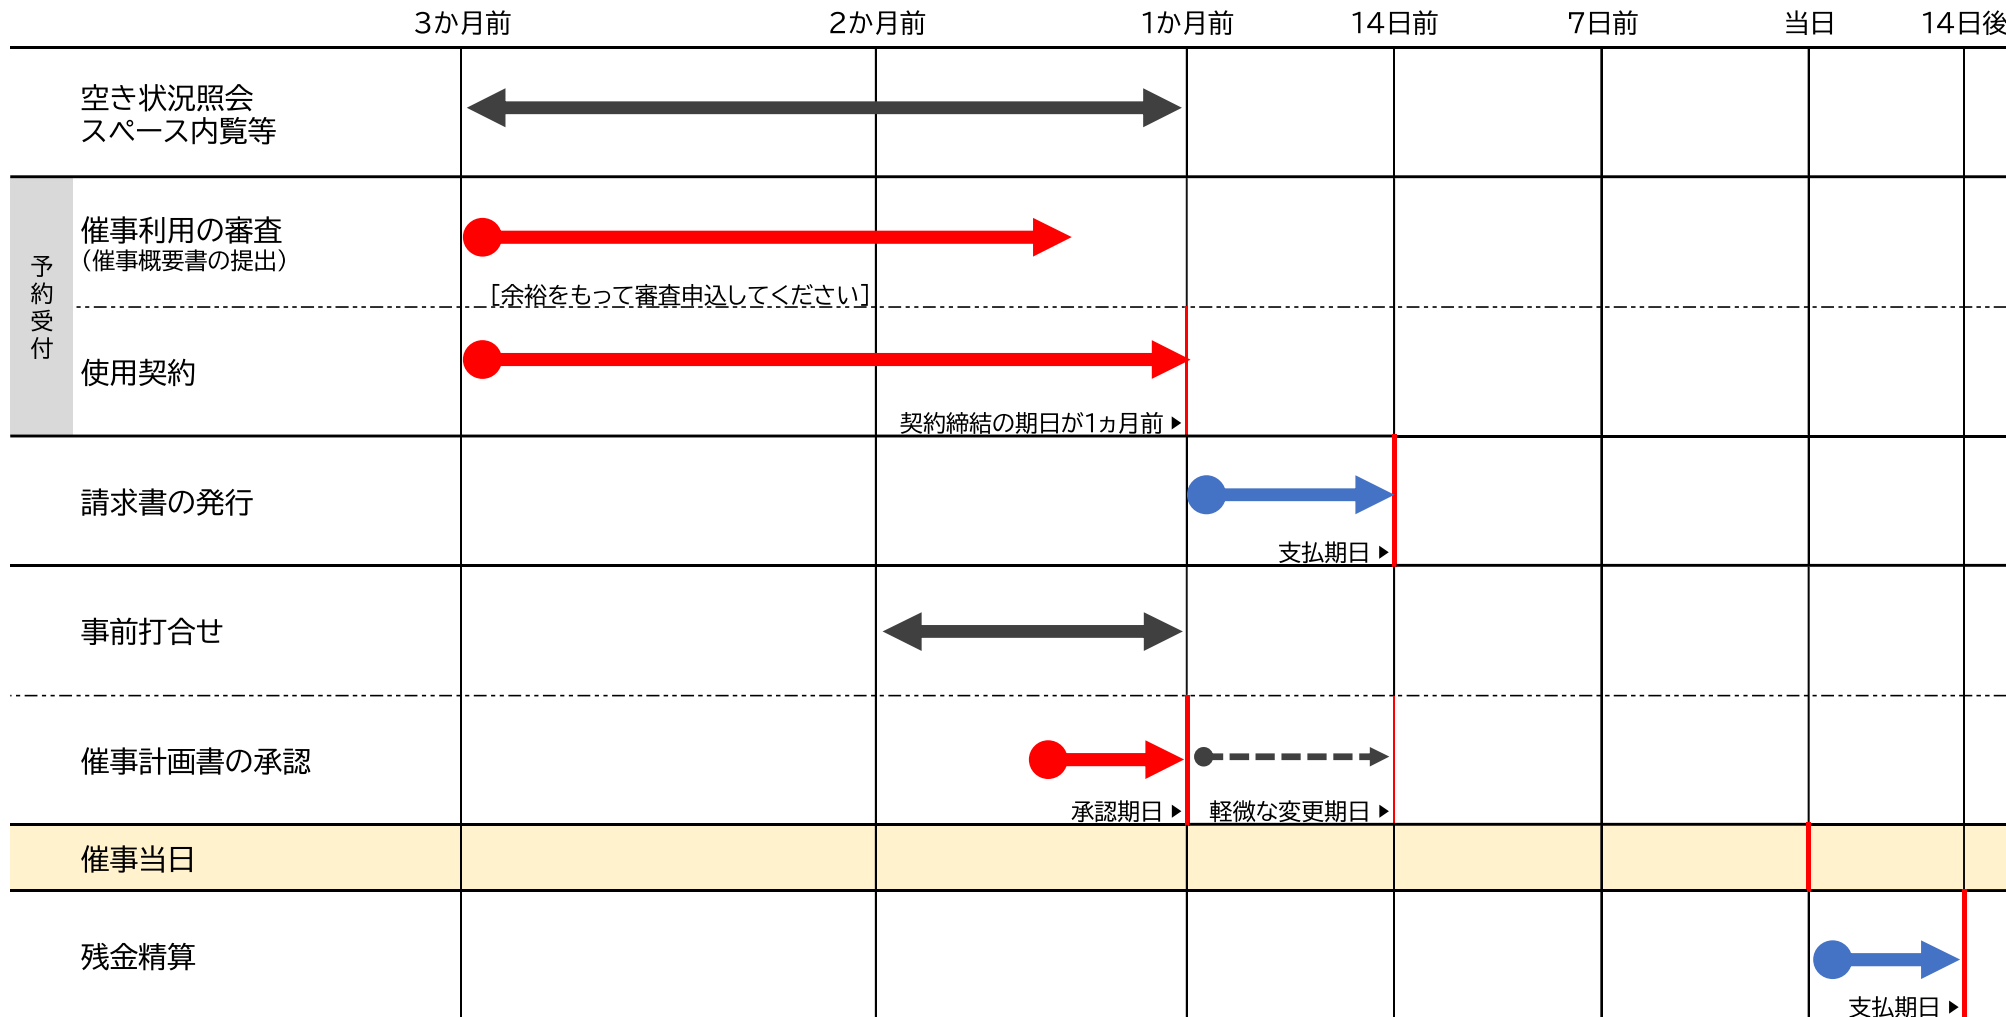 3か月前
2か月前
1か月前
14日前
7日前
当日
14日後
空き状況照会
スペース内覧等
予約受付
催事利用の審査
（催事概要書の提出）
［余裕をもって審査申込してください］
使用契約
契約締結の期日が1ヵ月前
請求書の発行
支払期日
事前打合せ
催事計画書の承認
承認期日
軽微な変更期日
催事当日
残金精算
支払期日